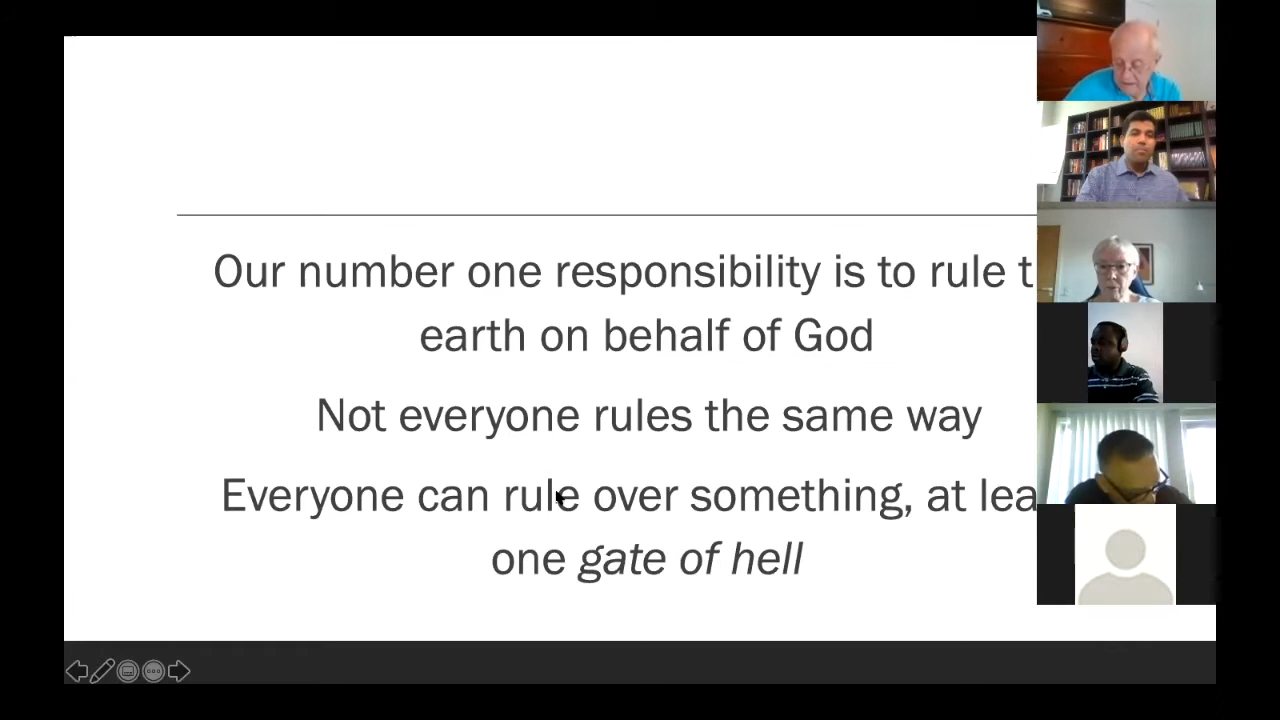 Our number one responsibility is to rule
earth on behalf of God
Not everyone rules the same way
Everyone can rule over something, at
one gate of hell